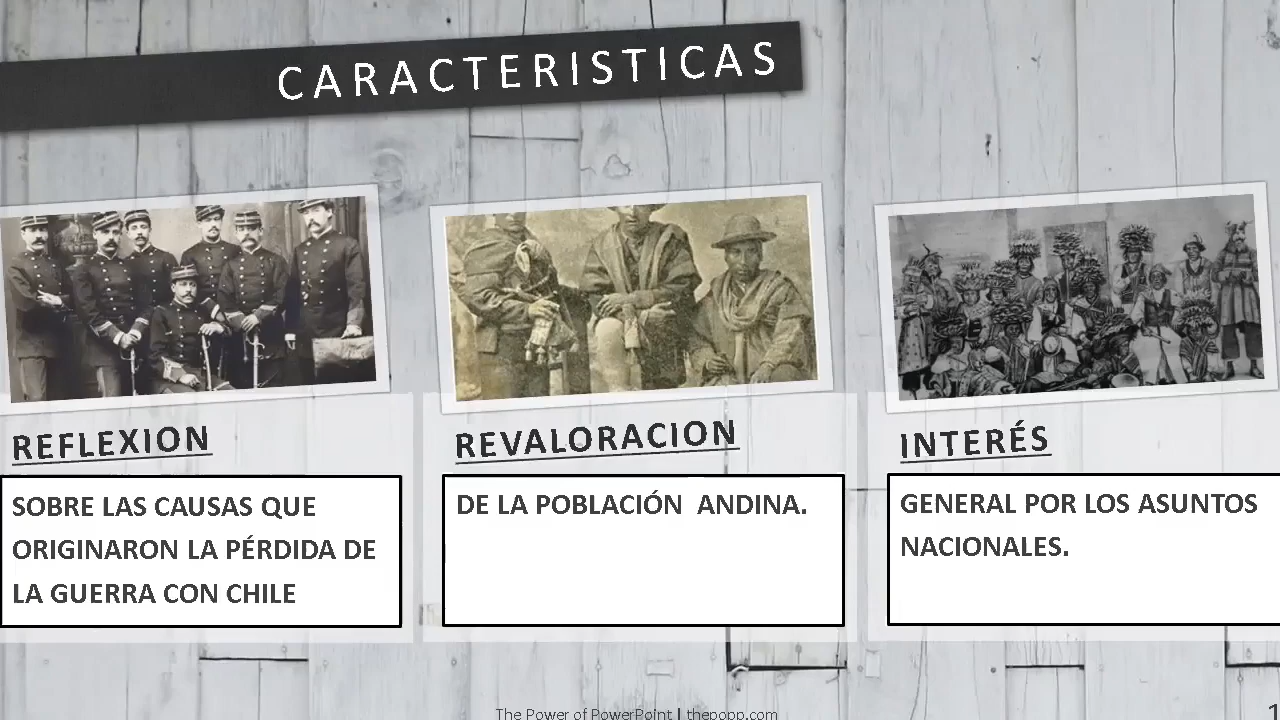 CARACTERISTICAS
REFLEXION
SOBRE LAS CAUSAS QUE
ORIGINARON LA PÉRDIDA DE
LA GUERRA CON CHILE
REVALORACION
DE LA POBLACIÓN  ANDINA.
INTERÉS
GENERAL POR LOS ASUNTOS
NACIONALES.
The Power of PowerPoint | thepopp.com